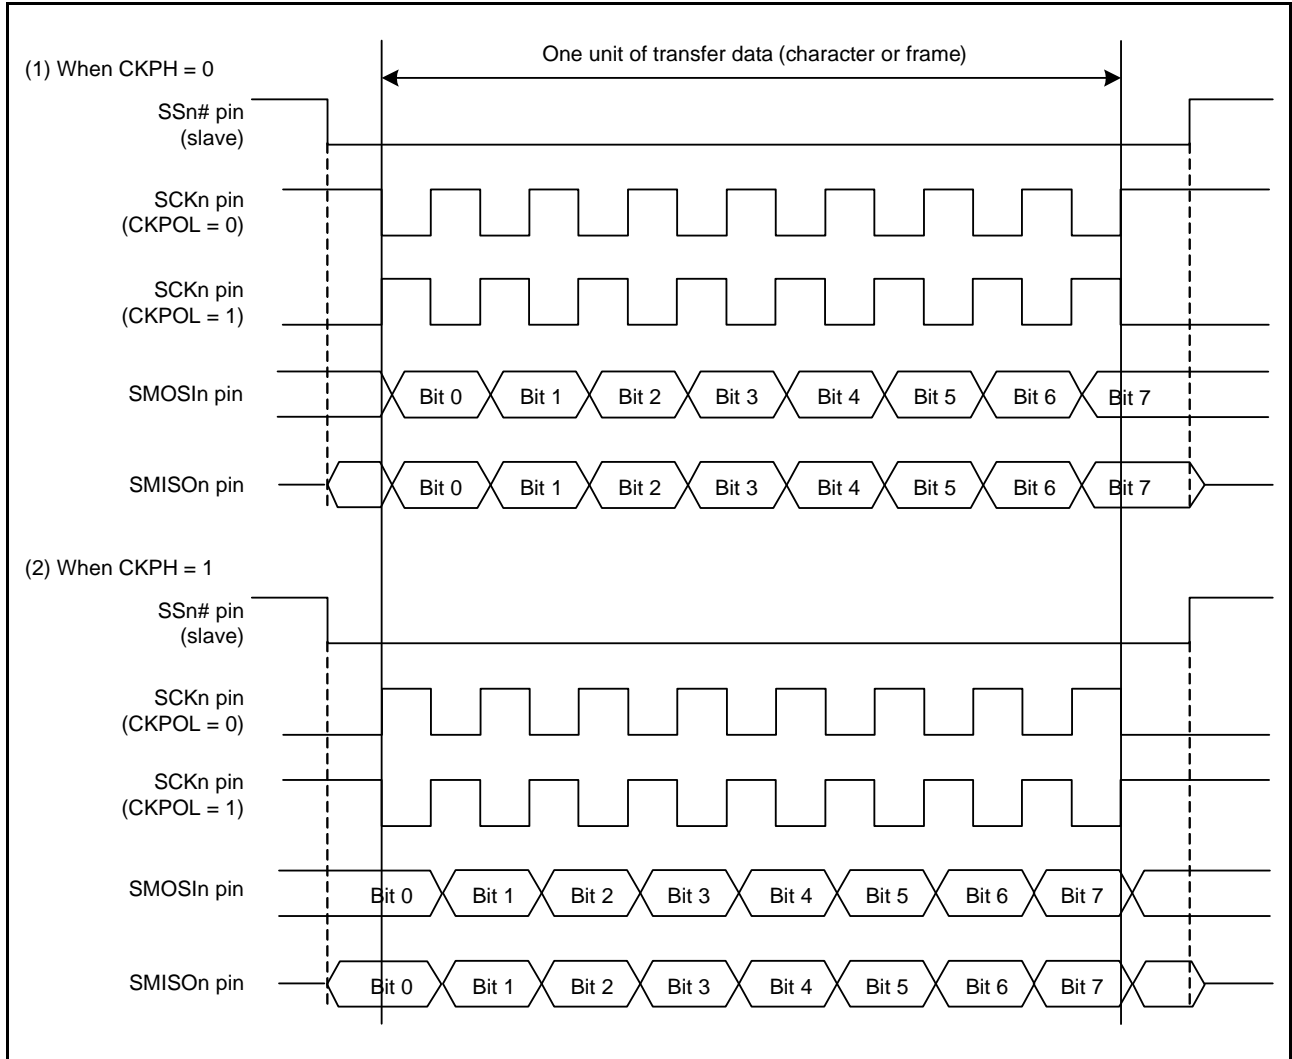 One unit of transfer data (character or frame)
(1) When CKPH = 0
SSn# pin
(slave)
SCKn pin
(CKPOL = 0)
SCKn pin
(CKPOL = 1)
SMOSIn pin
Bit 0 Bit 1 Bit 2 Bit 3 Bit 4 Bit 5 Bit 6 Bit 7
SMISOn pin
Bit 0 Bit 1 Bit 2 Bit 3 Bit 4 Bit 5 Bit 6 Bit 7
(2) When CKPH = 1
SSn# pin
(slave)
SCKn pin
(CKPOL = 0)
SCKn pin
(CKPOL = 1)
SMOSIn pin
Bit 0 Bit 1 Bit 2 Bit 3 Bit 4 Bit 5 Bit 6 Bit 7
SMISOn pin
Bit 0 Bit 1 Bit 2 Bit 3 Bit 4 Bit 5 Bit 6 Bit 7